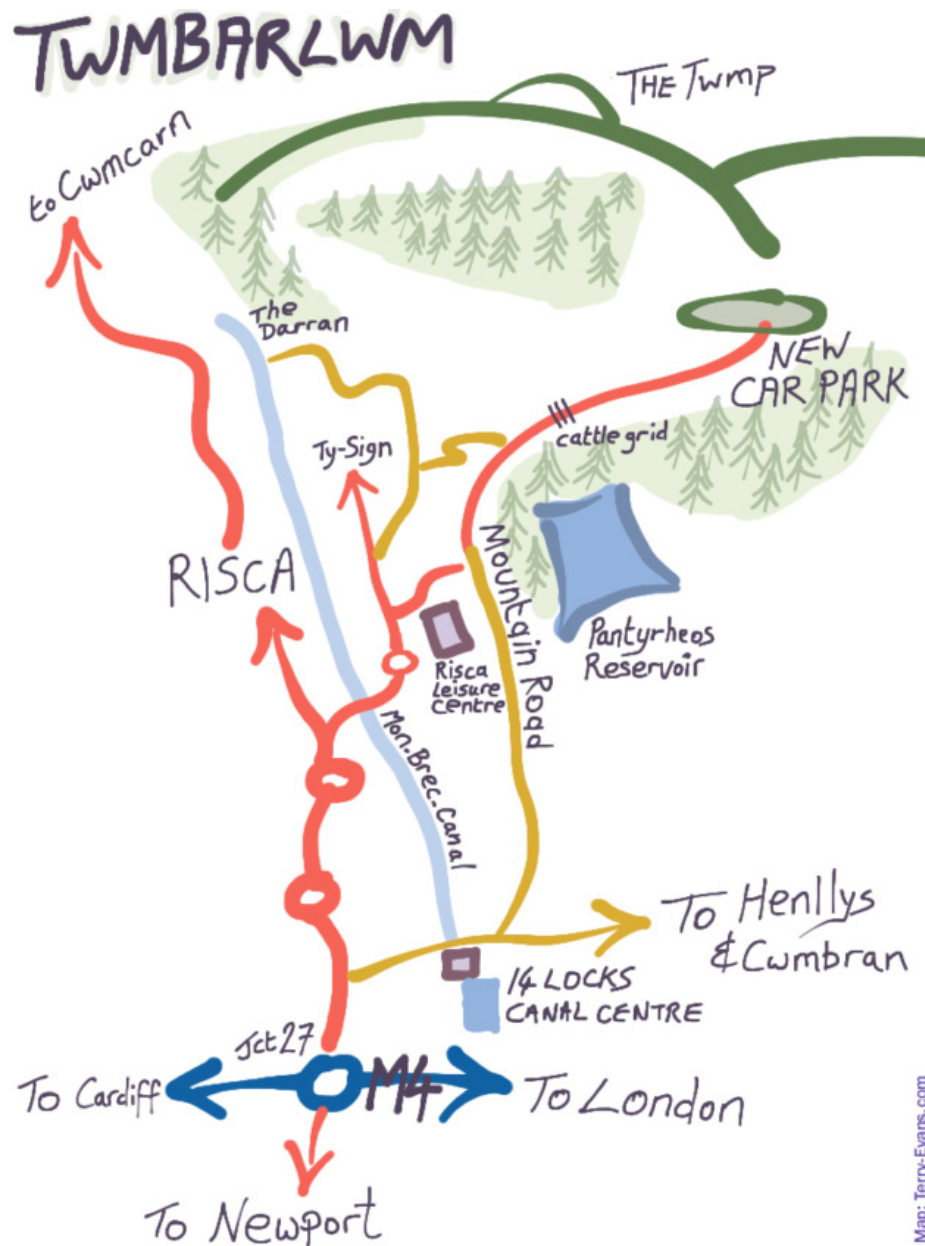 TWMBARLWM
THE TWMP
to Cwmcarn
The
Darran
NEW
CAR PARK
cattle grid
Ty-Sign
RISCA
Mountain Road
Pantyrheos
Reservoir
Risca
Leisure
Centre
Mon.Brec.Canal
To Henllys
& Cwmbran
14 LOCKS
CANAL CENTRE
Jct 27
To Cardiff
M4
To London
To Newport
Map: Terry-Evans.com